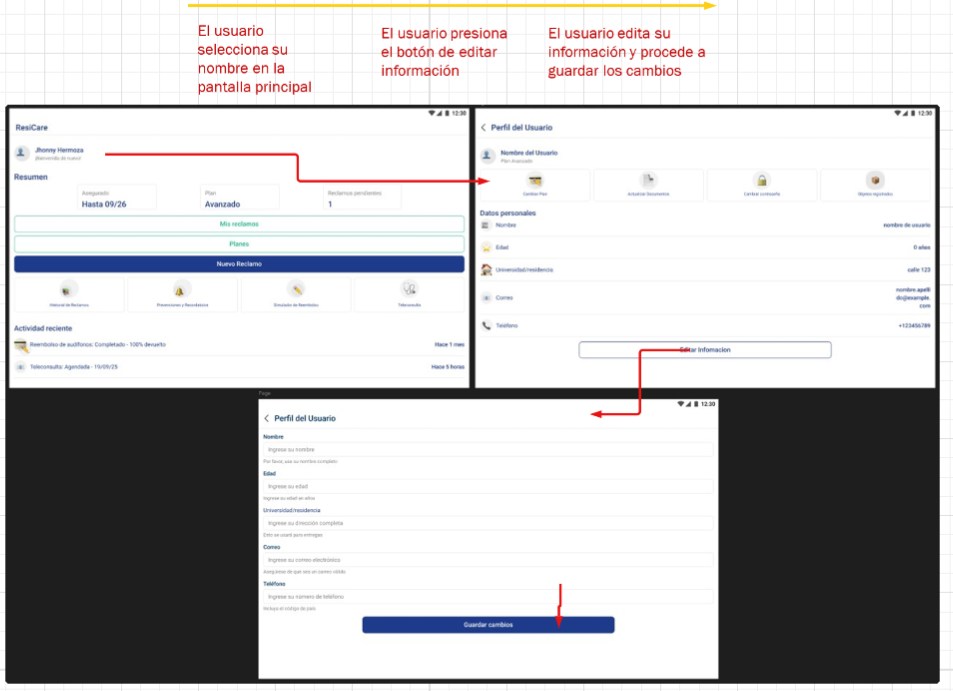 El usuario
selecciona su
nombre en la
pantalla principal
El usuario presiona
el botón de editar
información
El usuario edita su
información y procede a
guardar los cambios
12:30
ResiCare
Jhonny Hermoza
¡Bienvenido de nuevo!
Resumen
Asegurado
Hasta 09/26
Plan
Avanzado
Reclamos pendientes
1
Mis reclamos
Planes
Nuevo Reclamo
Historial de Reclamos
Prevenciones y Recordatorios
Simulador de Reembolso
Teleconsulta
Actividad reciente
Reembolso de audífonos: Completado - 100% devuelto
Hace 1 mes
Teleconsulta: Agendada - 19/09/25
Hace 5 horas
12:30
Perfil del Usuario
Nombre del Usuario
Plan Avanzado
Cambiar Plan
Actualizar Documentos
Cambiar contraseña
Objetos registrados
Datos personales
Nombre
nombre de usuario
Edad
0 años
Universidad/residencia
calle 123
Correo
nombre.apelli
do@example.
com
Teléfono
+123456789
Editar Infomacion
Page
12:30
Perfil del Usuario
Nombre
Ingrese su nombre
Por favor, use su nombre completo
Edad
Ingrese su edad
Ingrese su edad en años
Universidad/residencia
Ingrese su dirección completa
Esto se usará para entregas
Correo
Ingrese su correo electrónico
Asegúrese de que sea un correo válido
Teléfono
Ingrese su número de teléfono
Incluya el código de país
Guardar cambios